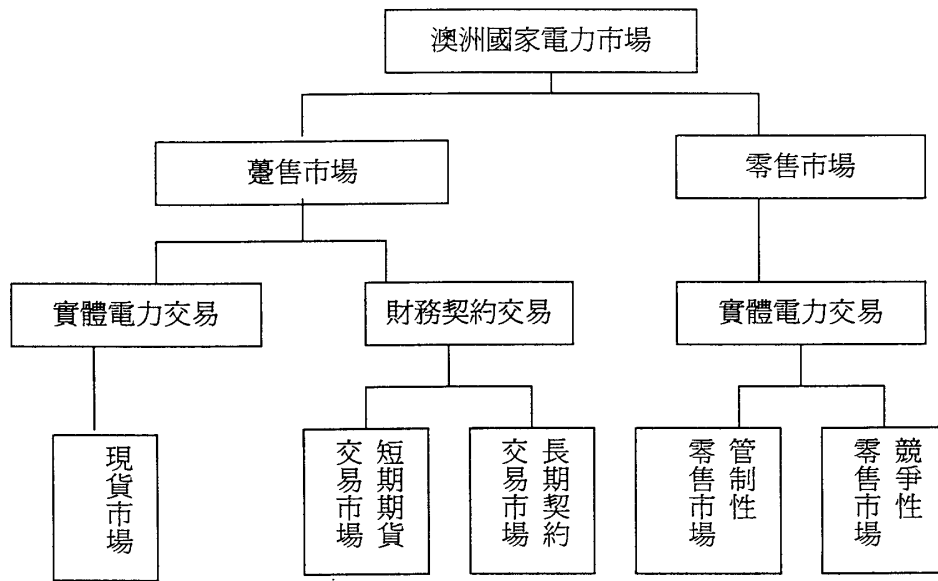 澳洲國家電力市場
躉售市場
零售市場
實體電力交易
財務契約交易
實體電力交易
現貨市場
短期期貨
交易市場
長期契約
交易市場
管制性
零售市場
競爭性
零售市場